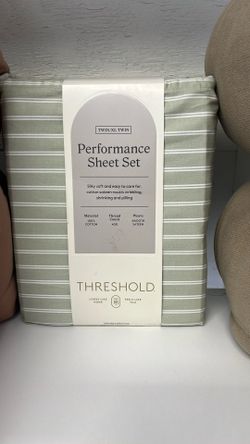 TWIN/XL TWIN
Performance
Sheet Set
Silky soft and easy to care for,
cotton sateen resists wrinkling,
shrinking and pilling
Material Thread Count Finish
100% COTTON 400 SMOOTH SATEEN
THRESHOLD